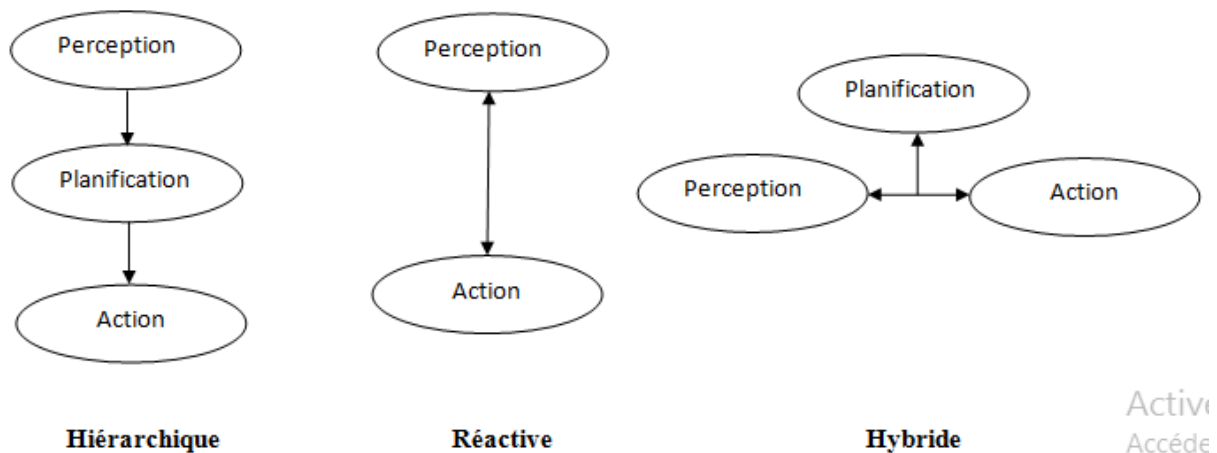 Perception
Planification
Action
Hiérarchique
Perception
Action
Réactive
Planification
Perception
Action
Hybride
Active
Accéde